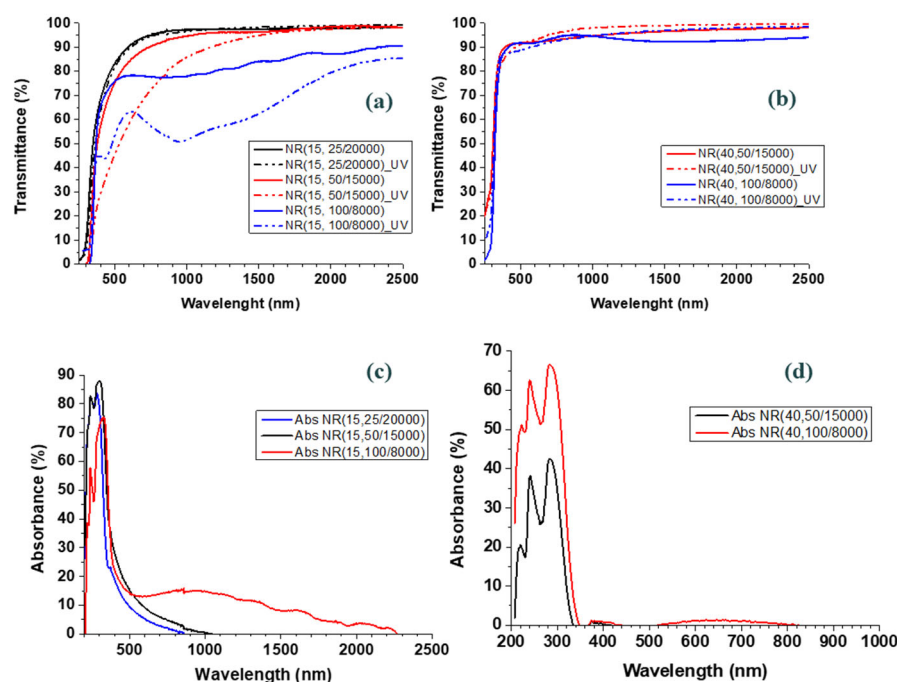 100
90
80
70
60
50
40
30
20
10
0
Transmittance (%)
500 1000 1500 2000 2500
Wavelenght (nm)
(a)
NR(15, 25/20000)
NR(15, 25/20000)_UV
NR(15, 50/15000)
NR(15, 50/15000)_UV
NR(15, 100/8000)
NR(15, 100/8000)_UV
100
90
80
70
60
50
40
30
20
10
0
Transmittance (%)
500 1000 1500 2000 2500
Wavelenght (nm)
(b)
NR(40,50/15000)
NR(40,50/15000)_UV
NR(40, 100/8000)
NR(40, 100/8000)_UV
90
80
70
60
50
40
30
20
10
0
Absorbance (%)
500 1000 1500 2000 2500
Wavelength (nm)
(c)
Abs NR(15,25/20000)
Abs NR(15,50/15000)
Abs NR(15,100/8000)
70
60
50
40
30
20
10
0
Absorbance (%)
200 300 400 500 600 700 800 900 1000
Wavelength (nm)
(d)
Abs NR(40,50/15000)
Abs NR(40,100/8000)